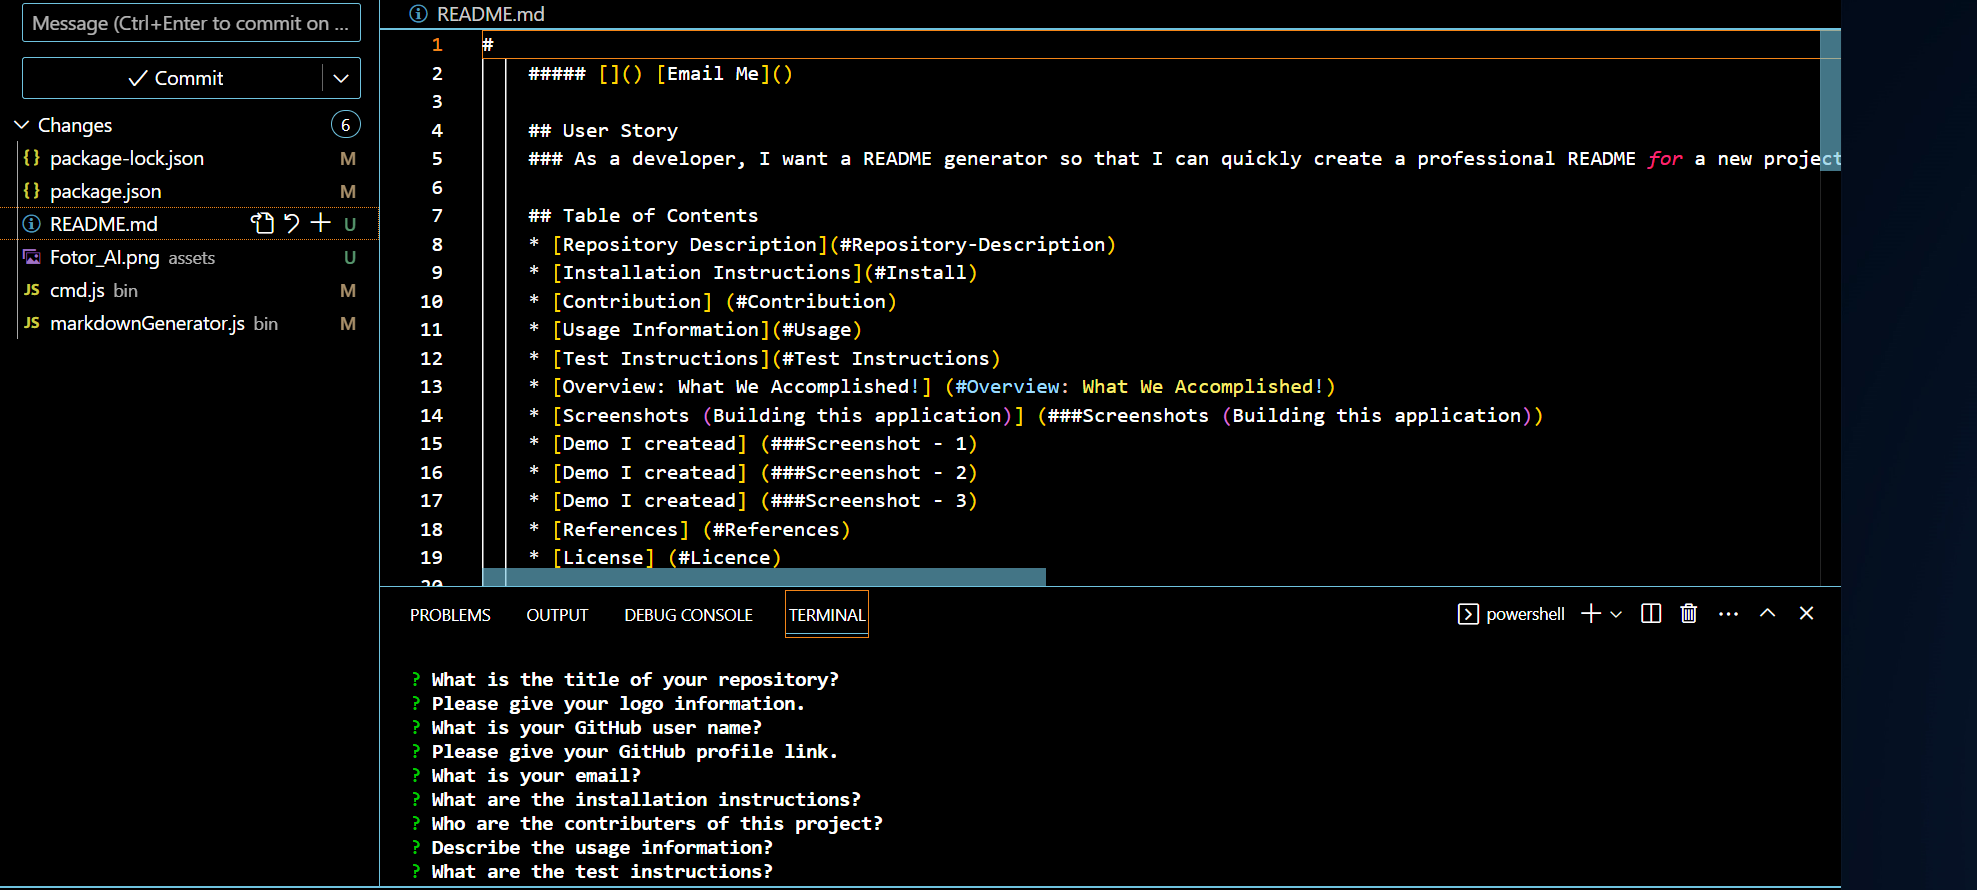 Message (Ctrl+Enter to commit on ...
Commit
Changes 6
package-lock.json M
package.json M
README.md U
Fotor_AI.png assets U
cmd.js bin M
markdownGenerator.js bin M
README.md
1 #
2 ##### []() [Email Me]()
3
4 ## User Story
5 ### As a developer, I want a README generator so that I can quickly create a professional README for a new project
6
7 ## Table of Contents
8 * [Repository Description](#Repository-Description)
9 * [Installation Instructions](#Install)
10 * [Contribution] (#Contribution)
11 * [Usage Information](#Usage)
12 * [Test Instructions](#Test Instructions)
13 * [Overview: What We Accomplished!] (#Overview: What We Accomplished!)
14 * [Screenshots (Building this application)] (###Screenshots (Building this application))
15 * [Demo I createad] (###Screenshot - 1)
16 * [Demo I createad] (###Screenshot - 2)
17 * [Demo I createad] (###Screenshot - 3)
18 * [References] (#References)
19 * [License] (#Licence)
20
PROBLEMS OUTPUT DEBUG CONSOLE TERMINAL powershell
? What is the title of your repository?
? Please give your logo information.
? What is your GitHub user name?
? Please give your GitHub profile link.
? What is your email?
? What are the installation instructions?
? Who are the contributers of this project?
? Describe the usage information?
? What are the test instructions?